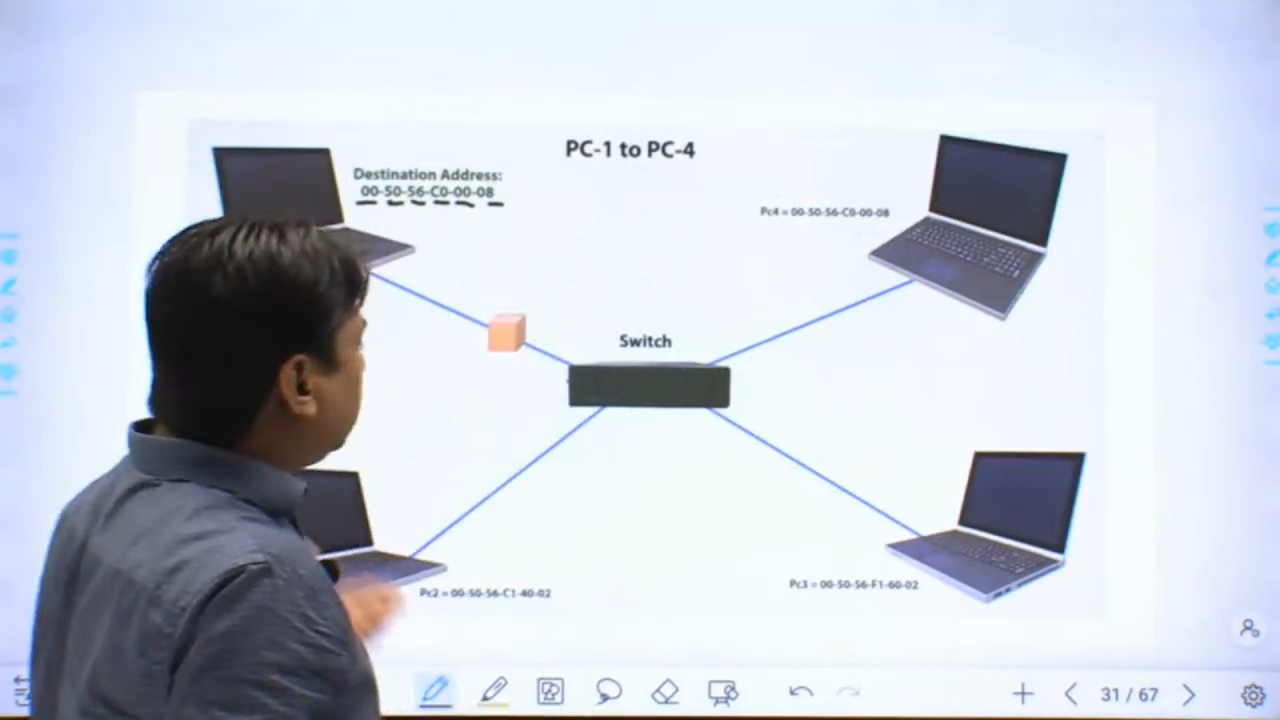 PC-1 to PC-4
Destination Address:
00-50-56-C0-00-08
Pc4 = 00-50-56-C0-00-08
Switch
Pc3 = 00-50-56-F1-60-02
Pc2 = 00-50-56-C1-40-02
31 / 67